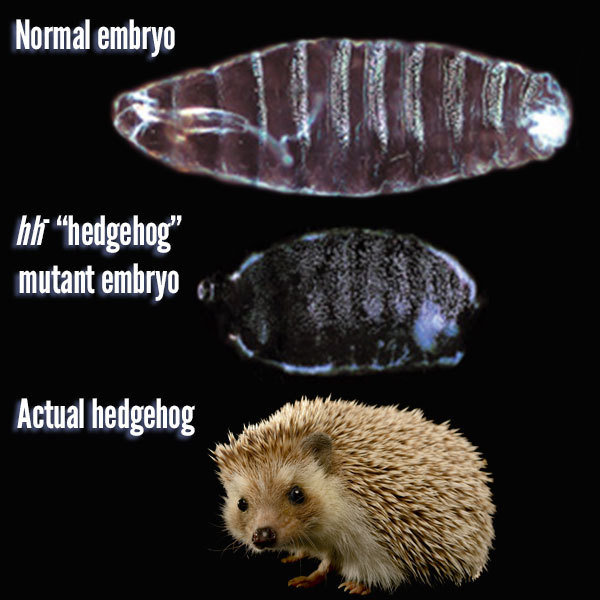 Normal embryo
hh⁻ “hedgehog”
mutant embryo
Actual hedgehog